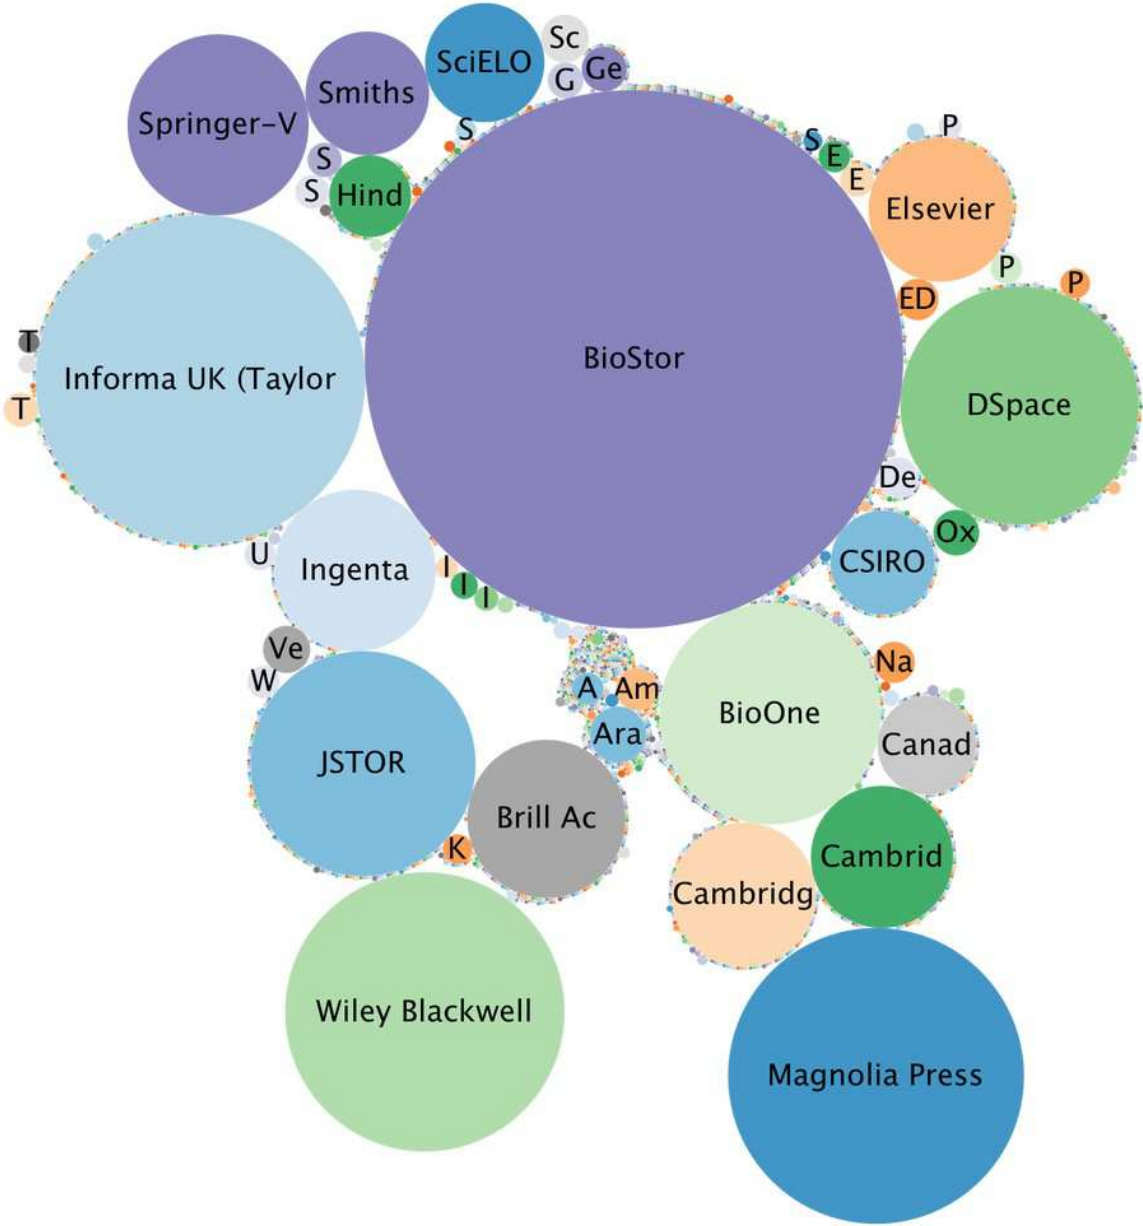 SciELO
Sc
G
Ge
Smiths
Springer-V
S
S
S
Hind
S
E
E
P
Elsevier
P
P
ED
BioStor
T
T
Informa UK (Taylor
DSpace
De
Ox
CSIRO
U
Ingenta
I
I
I
Ve
W
A
Am
Ara
Na
BioOne
Canad
JSTOR
Brill Ac
K
Cambrid
Cambridg
Wiley Blackwell
Magnolia Press